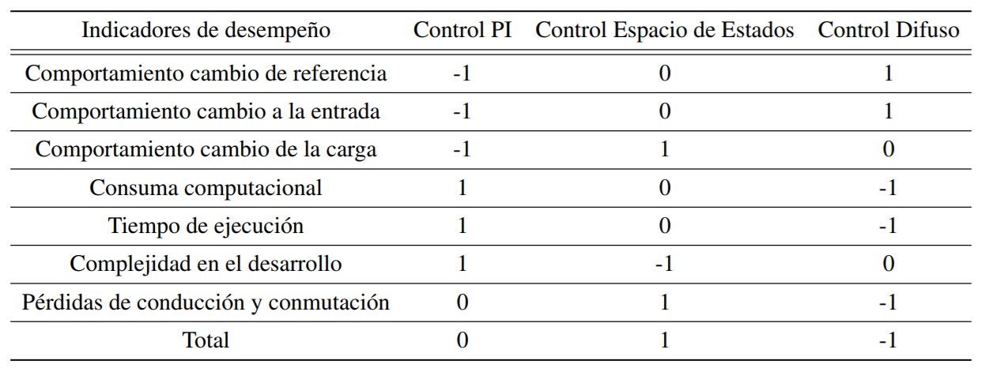 Indicadores de desempeño Control PI Control Espacio de Estados Control Difuso
Comportamiento cambio de referencia -1 0 1
Comportamiento cambio a la entrada -1 0 1
Comportamiento cambio de la carga -1 1 0
Consuma computacional 1 0 -1
Tiempo de ejecución 1 0 -1
Complejidad en el desarrollo 1 -1 0
Pérdidas de conducción y conmutación 0 1 -1
Total 0 1 -1